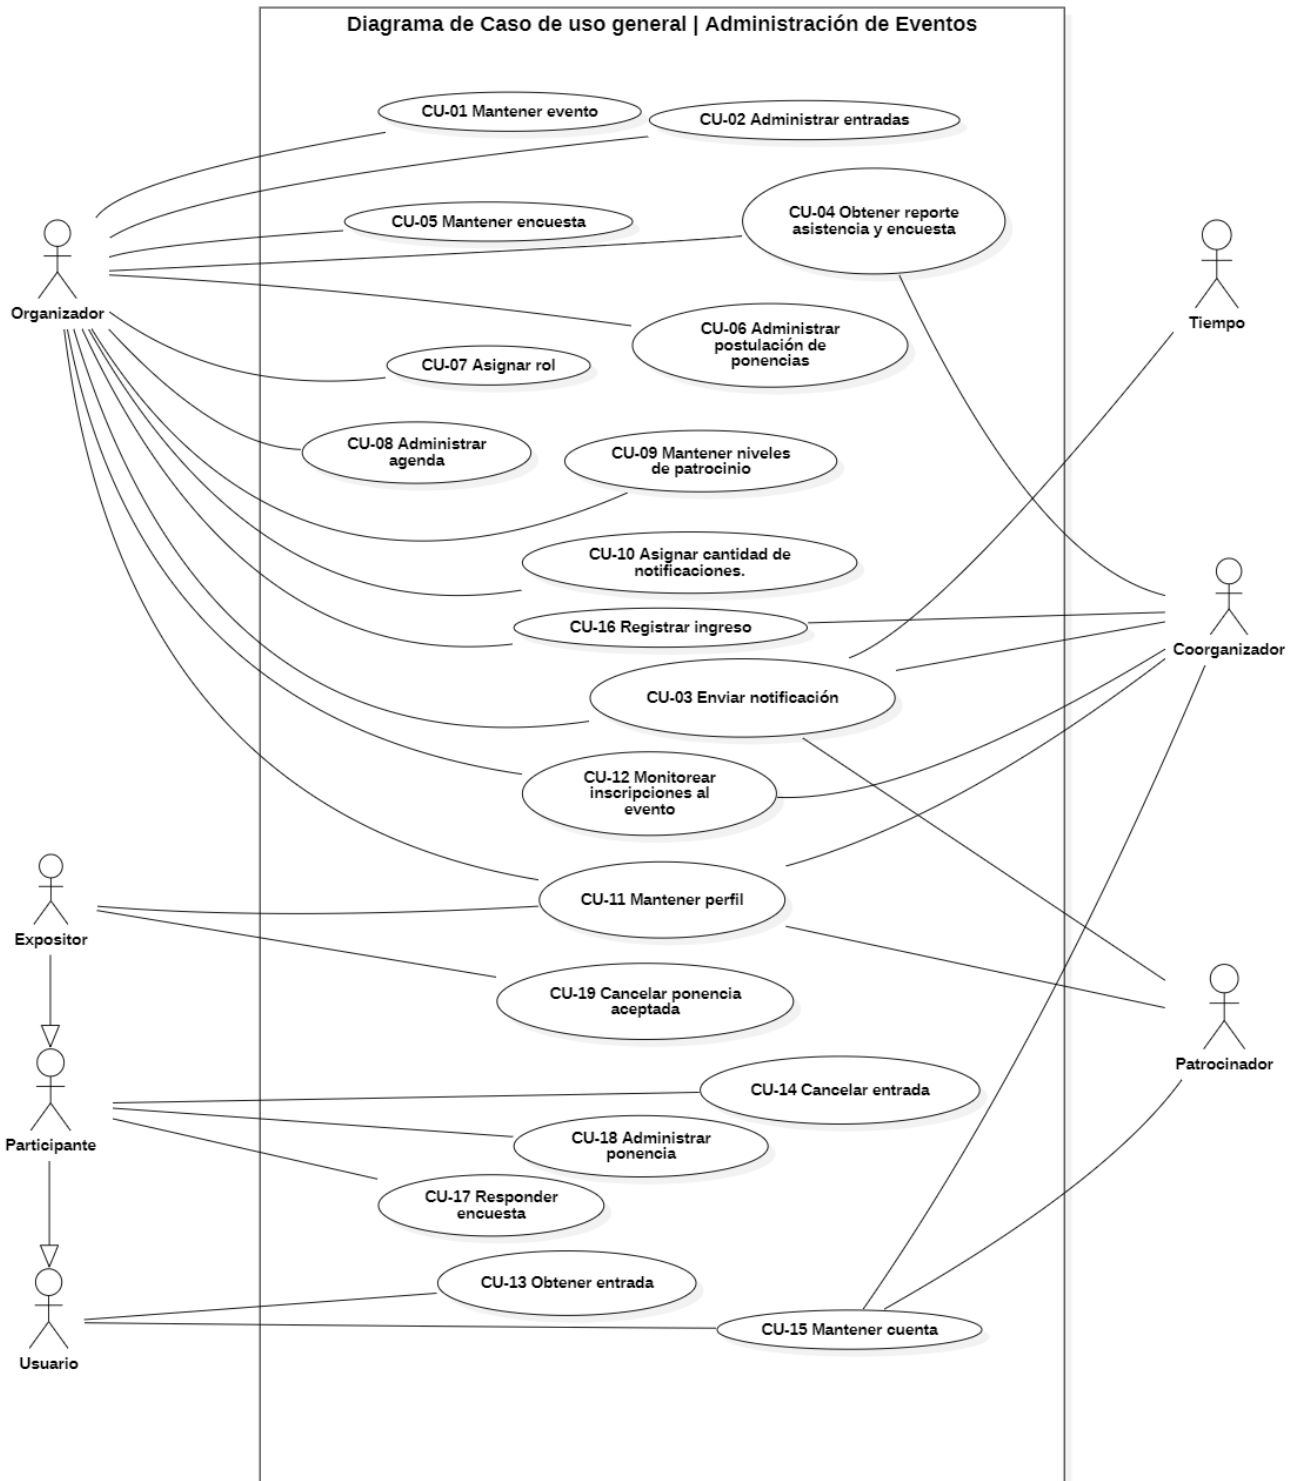 Diagrama de Caso de uso general | Administración de Eventos
CU-01 Mantener evento
CU-02 Administrar entradas
CU-05 Mantener encuesta
CU-04 Obtener reporte
asistencia y encuesta
Organizador
Tiempo
CU-06 Administrar
postulación de
ponencias
CU-07 Asignar rol
CU-08 Administrar
agenda
CU-09 Mantener niveles
de patrocinio
CU-10 Asignar cantidad de
notificaciones.
CU-16 Registrar ingreso
Coorganizador
CU-03 Enviar notificación
CU-12 Monitorear
inscripciones al
evento
CU-11 Mantener perfil
Expositor
CU-19 Cancelar ponencia
aceptada
Patrocinador
CU-14 Cancelar entrada
CU-18 Administrar
ponencia
Participante
CU-17 Responder
encuesta
CU-13 Obtener entrada
CU-15 Mantener cuenta
Usuario